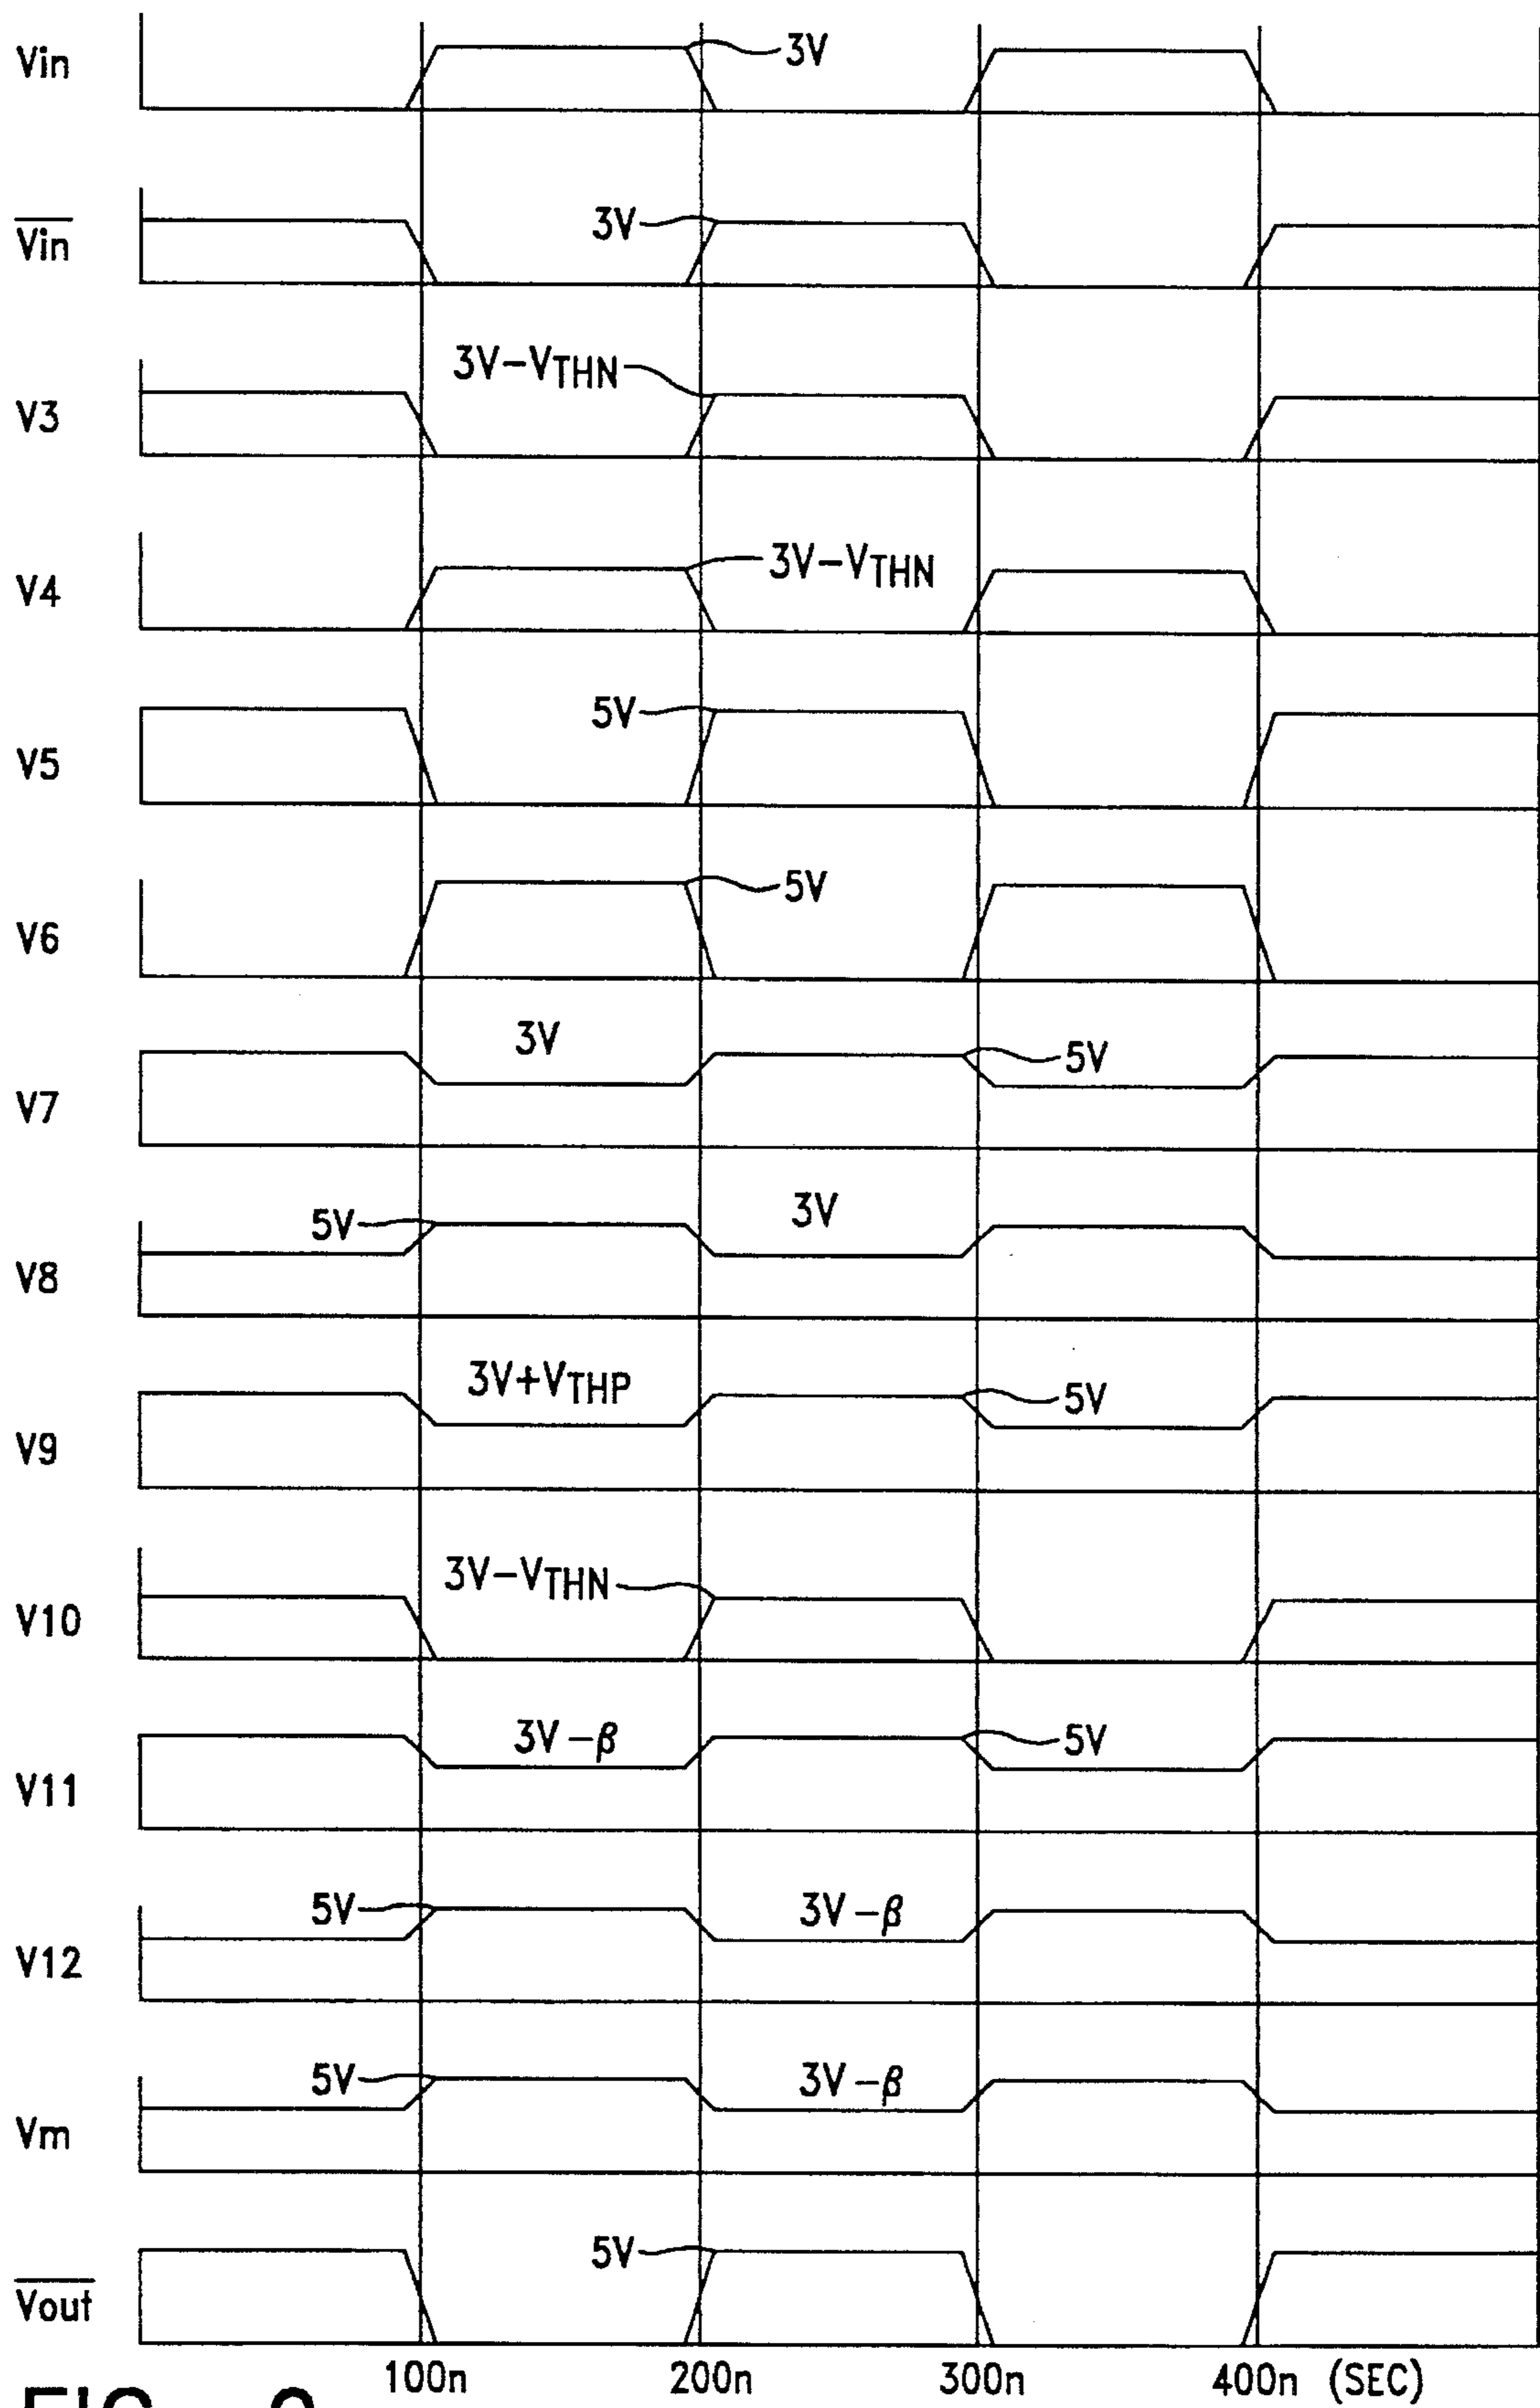 Vin 3V
V̅i̅n̅ 3V
V3 3V-VTHN
V4 3V-VTHN
V5 5V
V6 5V
V7 3V 5V
V8 5V 3V
V9 3V+VTHP 5V
V10 3V-VTHN
V11 3V-β 5V
V12 5V 3V-β
Vm 5V 3V-β
V̅o̅u̅t̅ 5V
100n 200n 300n 400n (SEC)